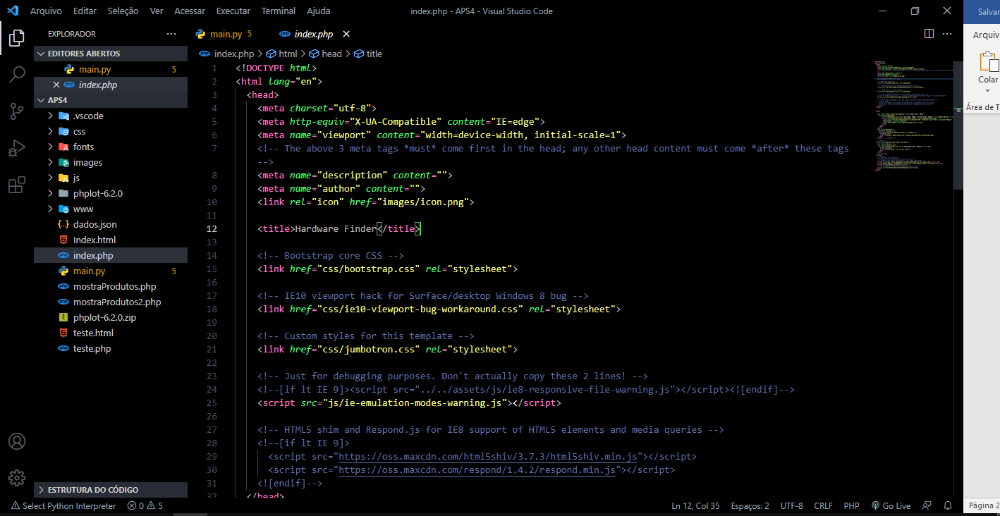 Arquivo Editar Seleção Ver Acessar Executar Terminal Ajuda
index.php - APS4 - Visual Studio Code
Salvar
EXPLORADOR
EDITORES ABERTOS
main.py 5
index.php
APS4
.vscode
css
fonts
images
js
phplot-6.2.0
www
dados.json
Index.html
index.php
main.py 5
mostraProdutos.php
mostraProdutos2.php
phplot-6.2.0.zip
teste.html
teste.php
ESTRUTURA DO CÓDIGO
main.py 5 index.php
index.php > html > head > title
1 <!DOCTYPE html>
2 <html lang="en">
3 <head>
4 <meta charset="utf-8">
5 <meta http-equiv="X-UA-Compatible" content="IE=edge">
6 <meta name="viewport" content="width=device-width, initial-scale=1">
7 <!-- The above 3 meta tags *must* come first in the head; any other head content must come *after* these tags
-->
8 <meta name="description" content="">
9 <meta name="author" content="">
10 <link rel="icon" href="images/icon.png">
11
12 <title>Hardware Finder</title>
13
14 <!-- Bootstrap core CSS -->
15 <link href="css/bootstrap.css" rel="stylesheet">
16
17 <!-- IE10 viewport hack for Surface/desktop Windows 8 bug -->
18 <link href="css/ie10-viewport-bug-workaround.css" rel="stylesheet">
19
20 <!-- Custom styles for this template -->
21 <link href="css/jumbotron.css" rel="stylesheet">
22
23 <!-- Just for debugging purposes. Don't actually copy these 2 lines! -->
24 <!--[if lt IE 9]><script src="../../assets/js/ie8-responsive-file-warning.js"></script><![endif]-->
25 <script src="js/ie-emulation-modes-warning.js"></script>
26
27 <!-- HTML5 shim and Respond.js for IE8 support of HTML5 elements and media queries -->
28 <!--[if lt IE 9]>
29 <script src="https://oss.maxcdn.com/html5shiv/3.7.3/html5shiv.min.js"></script>
30 <script src="https://oss.maxcdn.com/respond/1.4.2/respond.min.js"></script>
31 <![endif]-->
32 </head>
Arquiv
Colar
Área de T
Select Python Interpreter 0 5
Ln 12, Col 35 Espaços: 2 UTF-8 CRLF PHP Go Live
Página 2